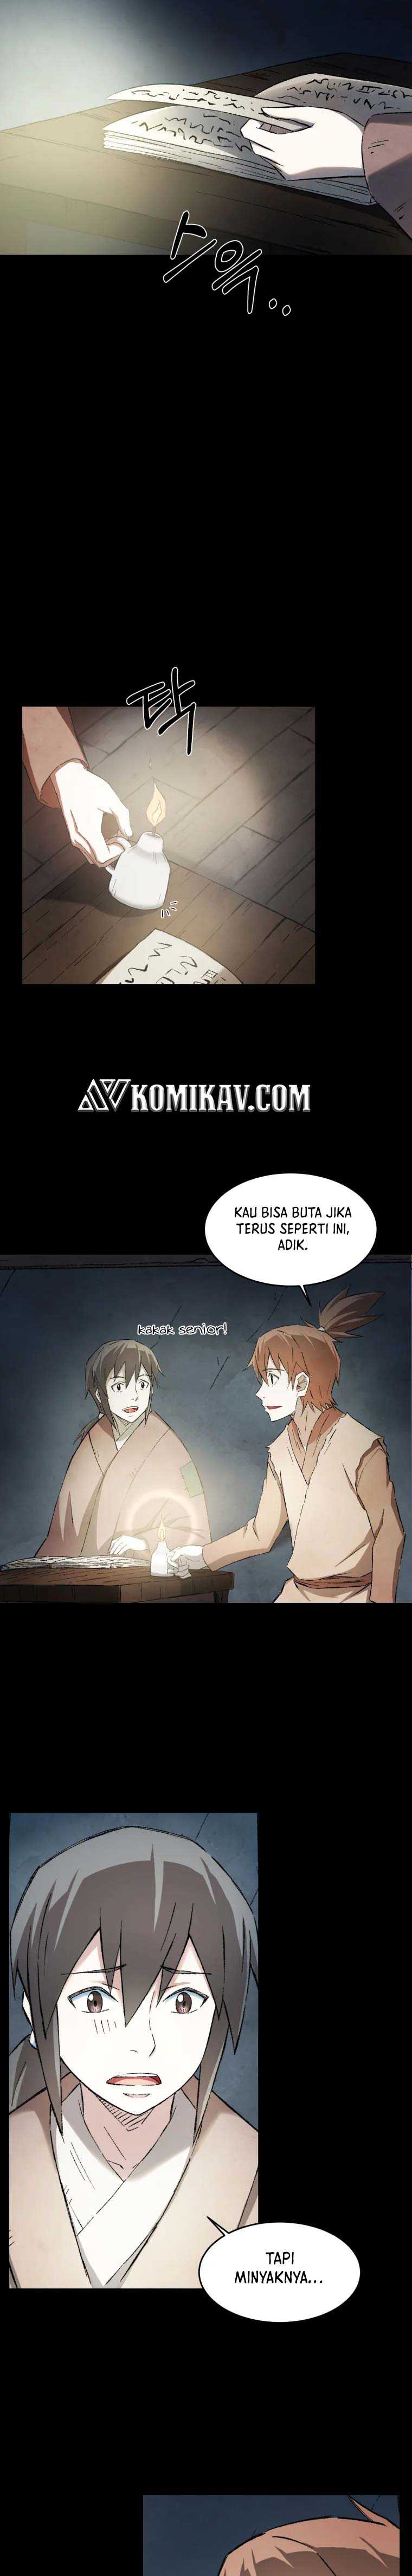 스윽..
탁
KOMIKAV.COM
KAU BISA BUTA JIKA
TERUS SEPERTI INI,
ADIK.
kakak senior!
TAPI
MINYAKNYA...